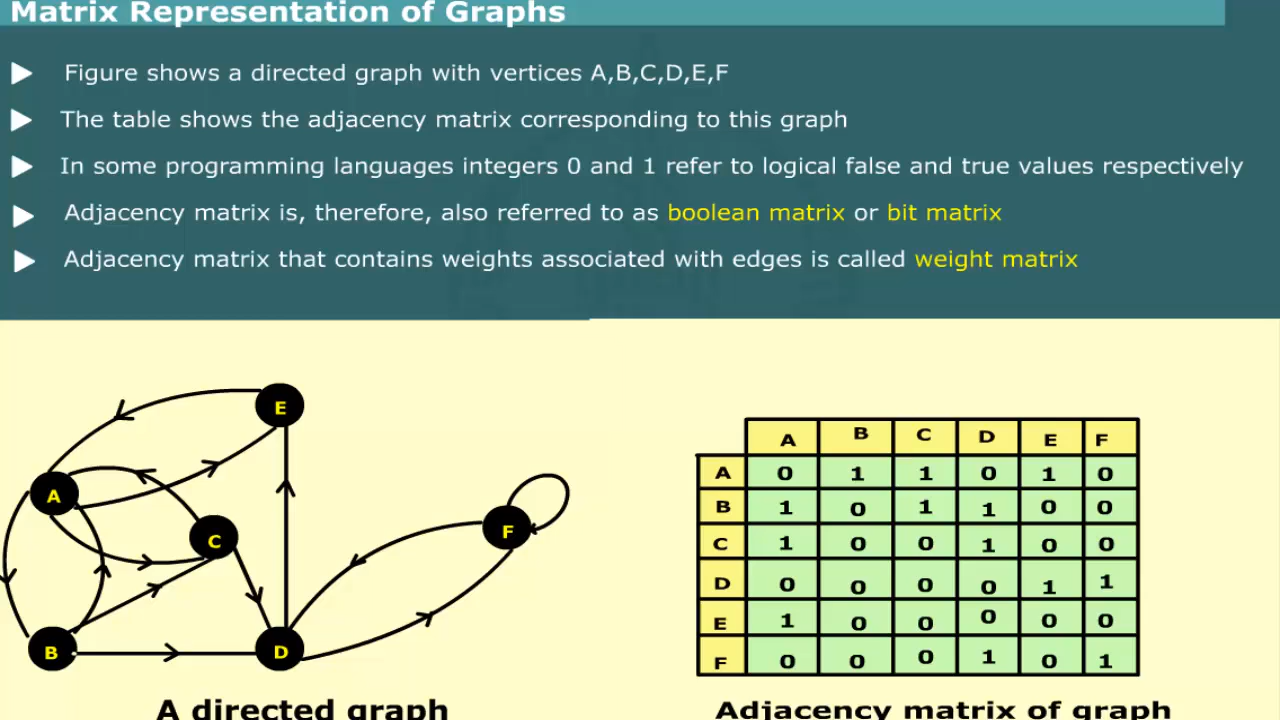 Matrix Representation of Graphs
Figure shows a directed graph with vertices A,B,C,D,E,F
The table shows the adjacency matrix corresponding to this graph
In some programming languages integers 0 and 1 refer to logical false and true values respectively
Adjacency matrix is, therefore, also referred to as boolean matrix or bit matrix
Adjacency matrix that contains weights associated with edges is called weight matrix
E
A
C
F
B
D
A directed graph
A B C D E F
A 0 1 1 0 1 0
B 1 0 1 1 0 0
C 1 0 0 1 0 0
D 0 0 0 0 1 1
E 1 0 0 0 0 0
F 0 0 0 1 0 1
Adjacency matrix of graph